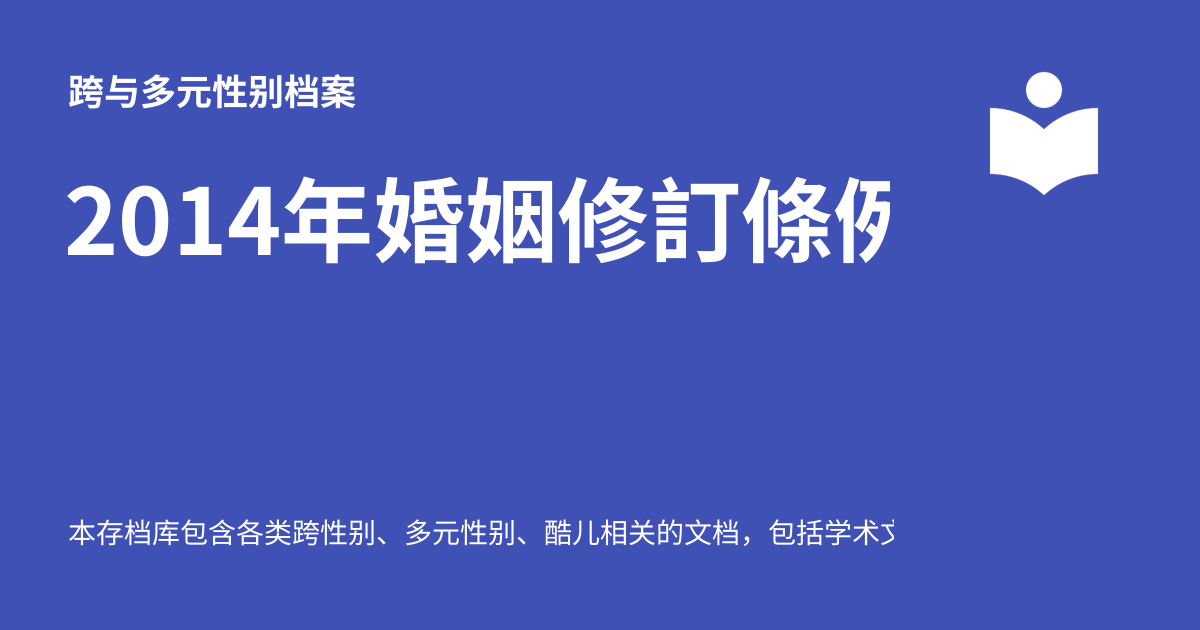 跨与多元性别档案
2014年婚姻修訂條例
本存档库包含各类跨性别、多元性别、酷儿相关的文档，包括学术文